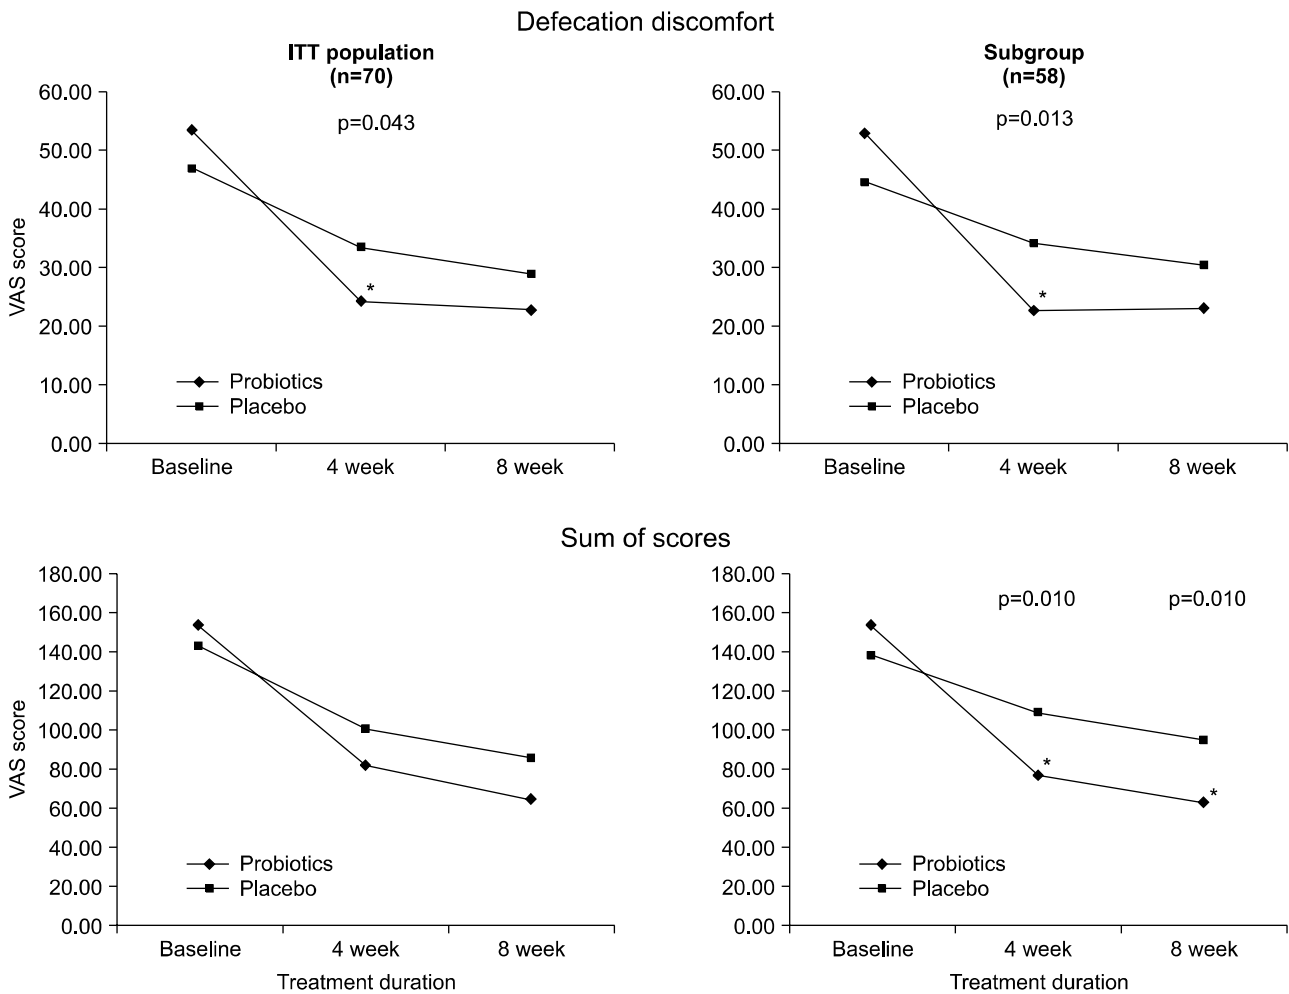 Defecation discomfort
ITT population
(n=70)
60.00
50.00
40.00
30.00
20.00
10.00
0.00
VAS score
p=0.043
*
Probiotics
Placebo
Baseline 4 week 8 week
Subgroup
(n=58)
60.00
50.00
40.00
30.00
20.00
10.00
0.00
p=0.013
*
Probiotics
Placebo
Baseline 4 week 8 week
Sum of scores
180.00
160.00
140.00
120.00
100.00
80.00
60.00
40.00
20.00
0.00
VAS score
Probiotics
Placebo
Baseline 4 week 8 week
Treatment duration
180.00
160.00
140.00
120.00
100.00
80.00
60.00
40.00
20.00
0.00
p=0.010 p=0.010
*
*
Probiotics
Placebo
Baseline 4 week 8 week
Treatment duration